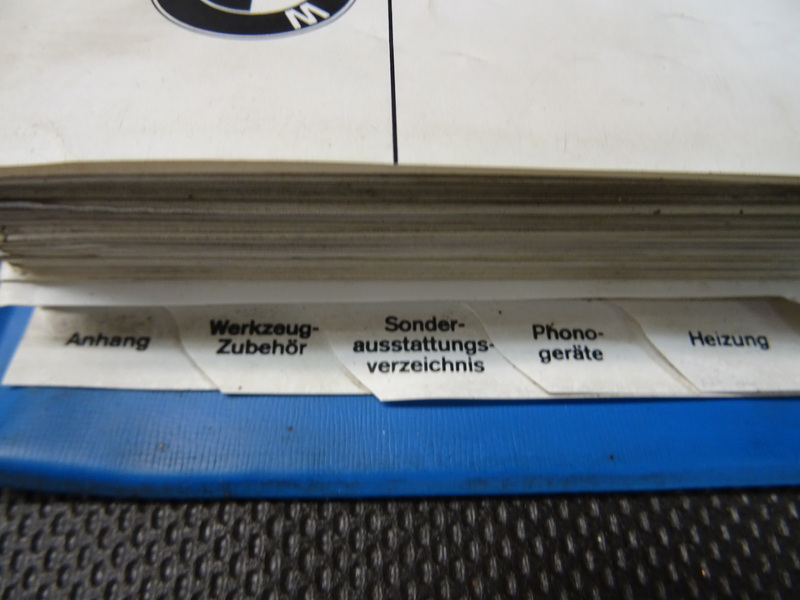 W
Anhang
Werkzeug-
Zubehör
Sonder-
ausstattungs-
verzeichnis
Phono-
geräte
Heizung